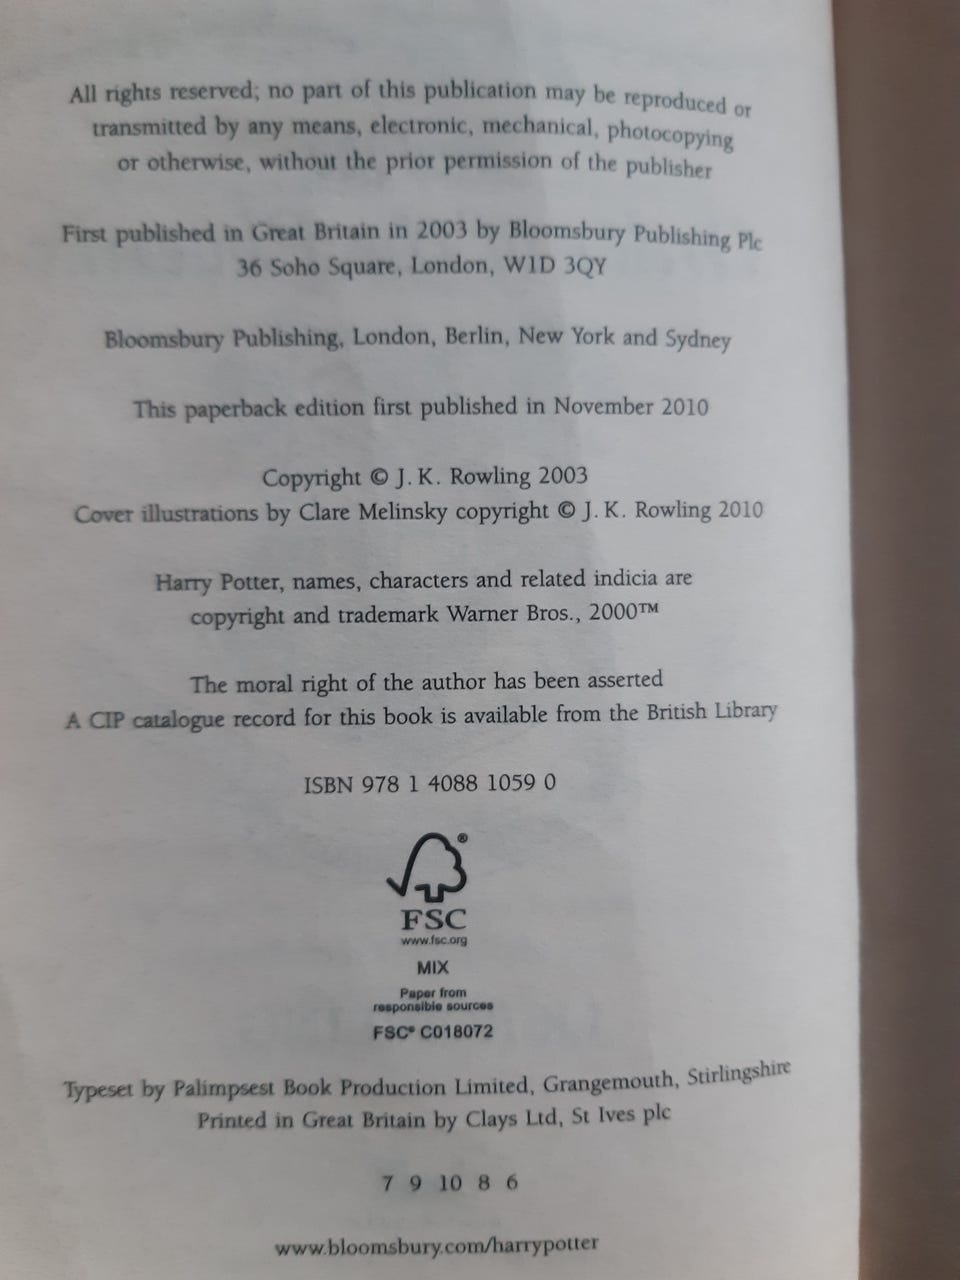 All rights reserved; no part of this publication may be reproduced or
transmitted by any means, electronic, mechanical, photocopying
or otherwise, without the prior permission of the publisher
First published in Great Britain in 2003 by Bloomsbury Publishing Plc
36 Soho Square, London, W1D 3QY
Bloomsbury Publishing, London, Berlin, New York and Sydney
This paperback edition first published in November 2010
Copyright © J. K. Rowling 2003
Cover illustrations by Clare Melinsky copyright © J. K. Rowling 2010
Harry Potter, names, characters and related indicia are
copyright and trademark Warner Bros., 2000™
The moral right of the author has been asserted
A CIP catalogue record for this book is available from the British Library
ISBN 978 1 4088 1059 0
®
FSC
www.fsc.org
MIX
Paper from
responsible sources
FSC® C018072
Typeset by Palimpsest Book Production Limited, Grangemouth, Stirlingshire
Printed in Great Britain by Clays Ltd, St Ives plc
7 9 10 8 6
www.bloomsbury.com/harrypotter